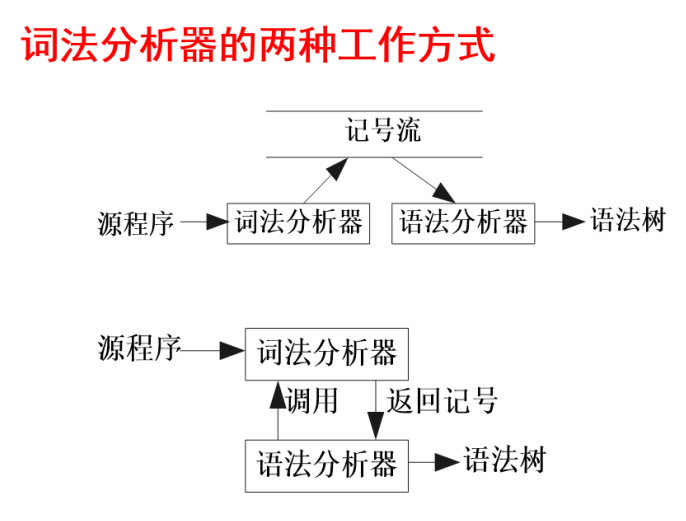 词法分析器的两种工作方式
记号流
源程序 词法分析器 语法分析器 语法树
源程序 词法分析器
调用 返回记号
语法分析器 语法树